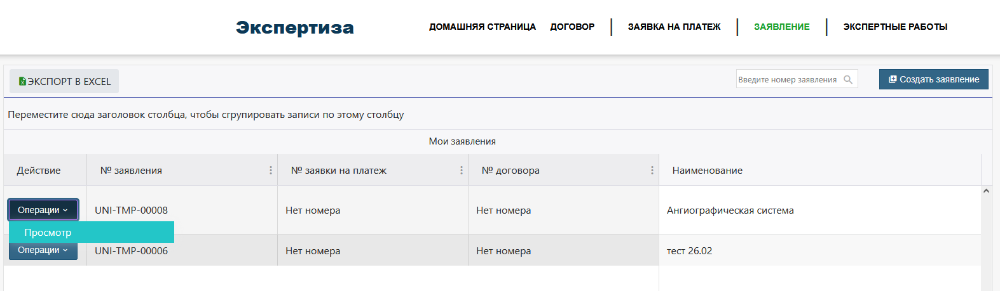 Экспертиза
ДОМАШНЯЯ СТРАНИЦА ДОГОВОР ЗАЯВКА НА ПЛАТЕЖ ЗАЯВЛЕНИЕ ЭКСПЕРТНЫЕ РАБОТЫ
ЭКСПОРТ В EXCEL Введите номер заявления Создать заявление
Переместите сюда заголовок столбца, чтобы сгрупировать записи по этому столбцу
Мои заявления
Действие № заявления № заявки на платеж № договора Наименование
Операции UNI-TMP-00008 Нет номера Нет номера Ангиографическая система
Просмотр
Операции UNI-TMP-00006 Нет номера Нет номера тест 26.02